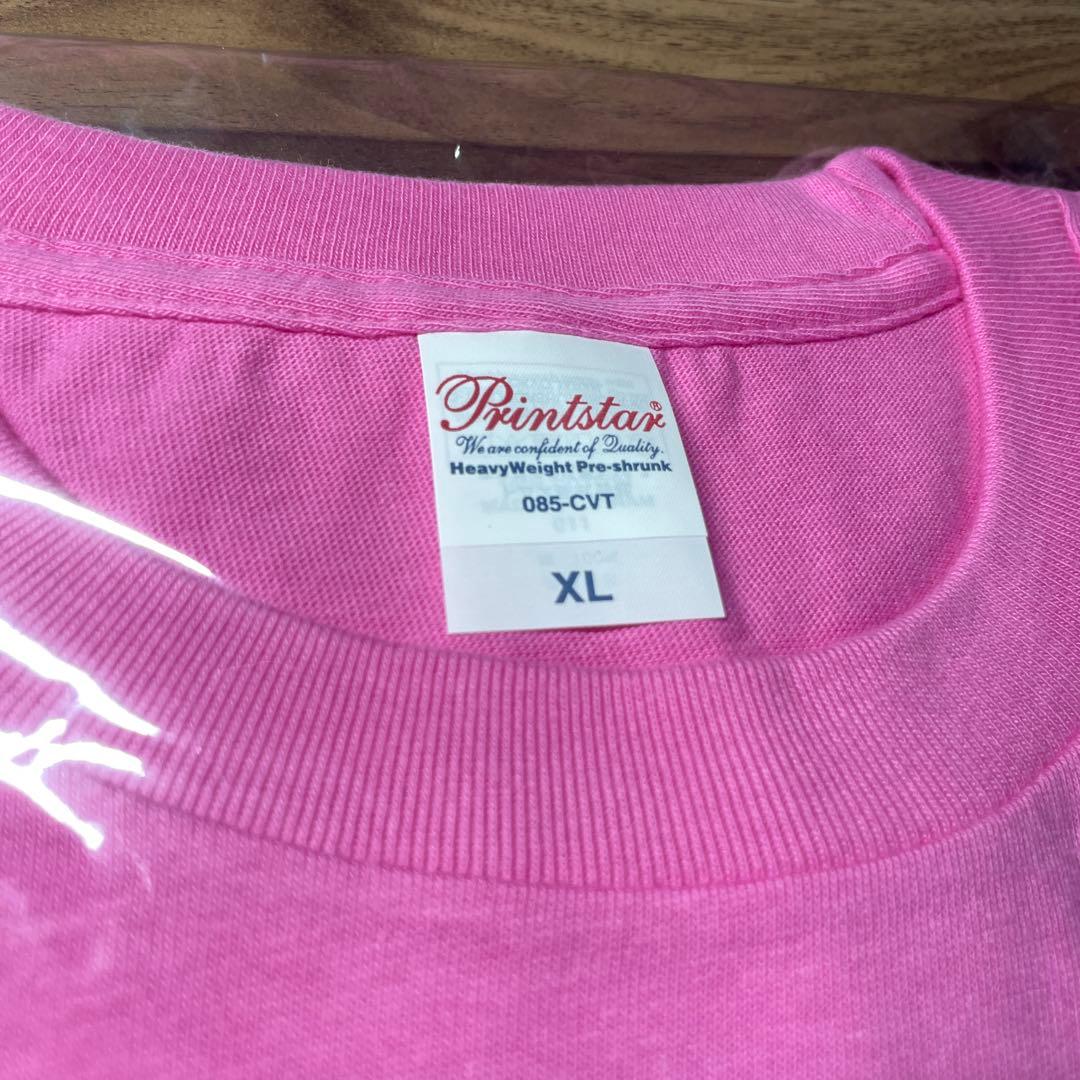 Printstar®
We are confident of Quality.
HeavyWeight Pre-shrunk
085-CVT
XL